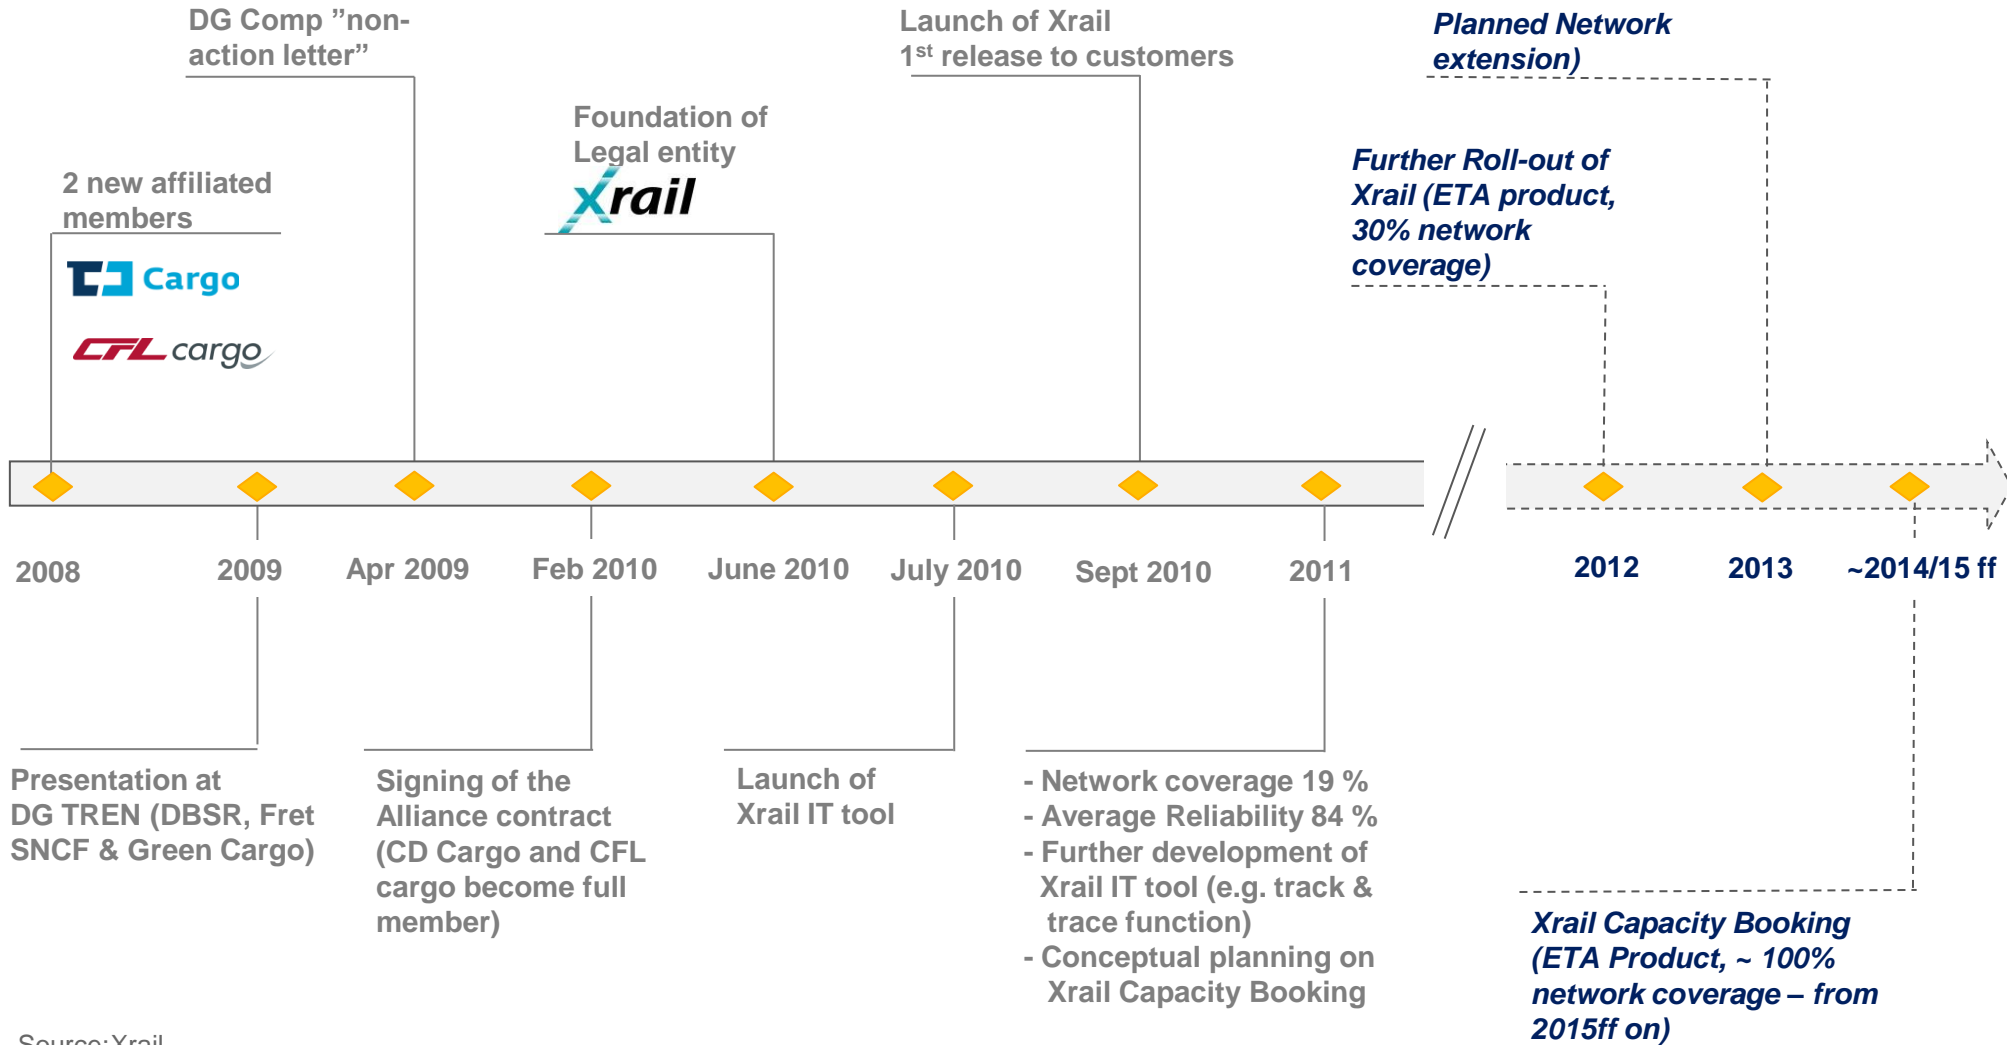 DG Comp ”non-
action letter”
Launch of Xrail
1st release to customers
Planned Network
extension)
Foundation of
Legal entity
xrail
2 new affiliated
members
Cargo
CFL cargo
Further Roll-out of
Xrail (ETA product,
30% network
coverage)
2008
2009
Apr 2009
Feb 2010
June 2010
July 2010
Sept 2010
2011
2012
2013
~2014/15 ff
Presentation at
DG TREN (DBSR, Fret
SNCF & Green Cargo)
Signing of the
Alliance contract
(CD Cargo and CFL
cargo become full
member)
Launch of
Xrail IT tool
- Network coverage 19 %
- Average Reliability 84 %
- Further development of
Xrail IT tool (e.g. track &
trace function)
- Conceptual planning on
Xrail Capacity Booking
Xrail Capacity Booking
(ETA Product, ~ 100%
network coverage – from
2015ff on)
Source:Xrail